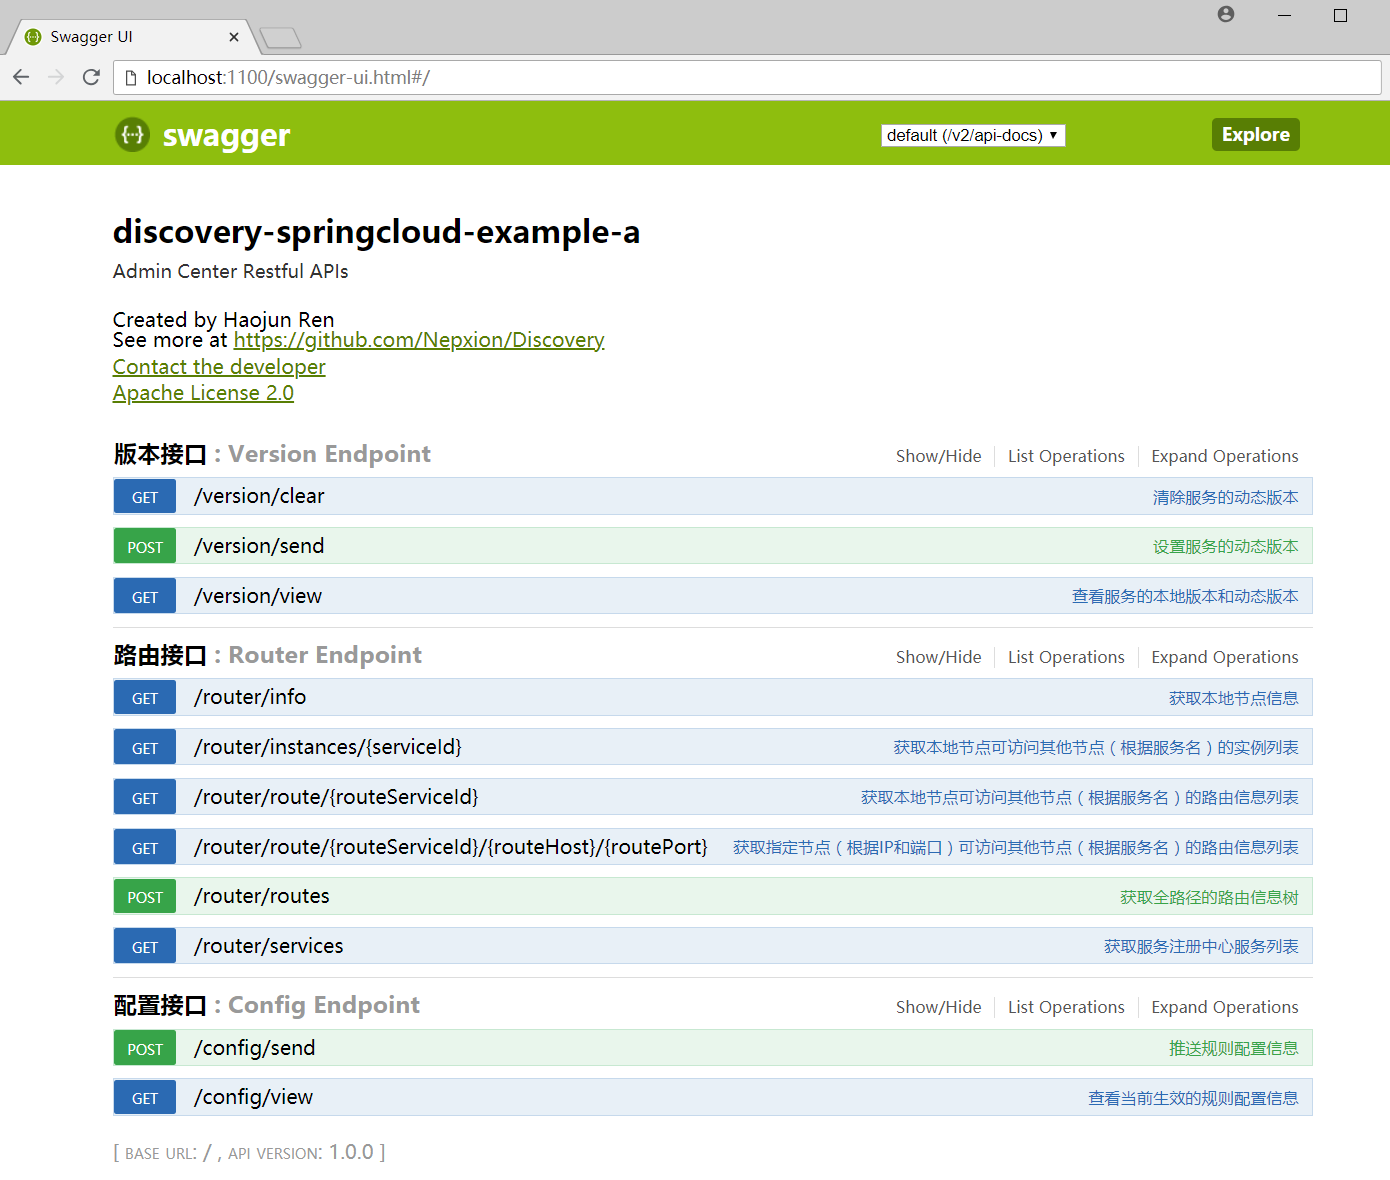 Swagger UI
localhost:1100/swagger-ui.html#/
swagger
default (/v2/api-docs)
Explore
discovery-springcloud-example-a
Admin Center Restful APIs
Created by Haojun Ren
See more at https://github.com/Nepxion/Discovery
Contact the developer
Apache License 2.0
版本接口 : Version Endpoint Show/Hide List Operations Expand Operations
GET /version/clear 清除服务的动态版本
POST /version/send 设置服务的动态版本
GET /version/view 查看服务的本地版本和动态版本
路由接口 : Router Endpoint Show/Hide List Operations Expand Operations
GET /router/info 获取本地节点信息
GET /router/instances/{serviceId} 获取本地节点可访问其他节点（根据服务名）的实例列表
GET /router/route/{routeServiceId} 获取本地节点可访问其他节点（根据服务名）的路由信息列表
GET /router/route/{routeServiceId}/{routeHost}/{routePort} 获取指定节点（根据IP和端口）可访问其他节点（根据服务名）的路由信息列表
POST /router/routes 获取全路径的路由信息树
GET /router/services 获取服务注册中心服务列表
配置接口 : Config Endpoint Show/Hide List Operations Expand Operations
POST /config/send 推送规则配置信息
GET /config/view 查看当前生效的规则配置信息
[ BASE URL: / , API VERSION: 1.0.0 ]